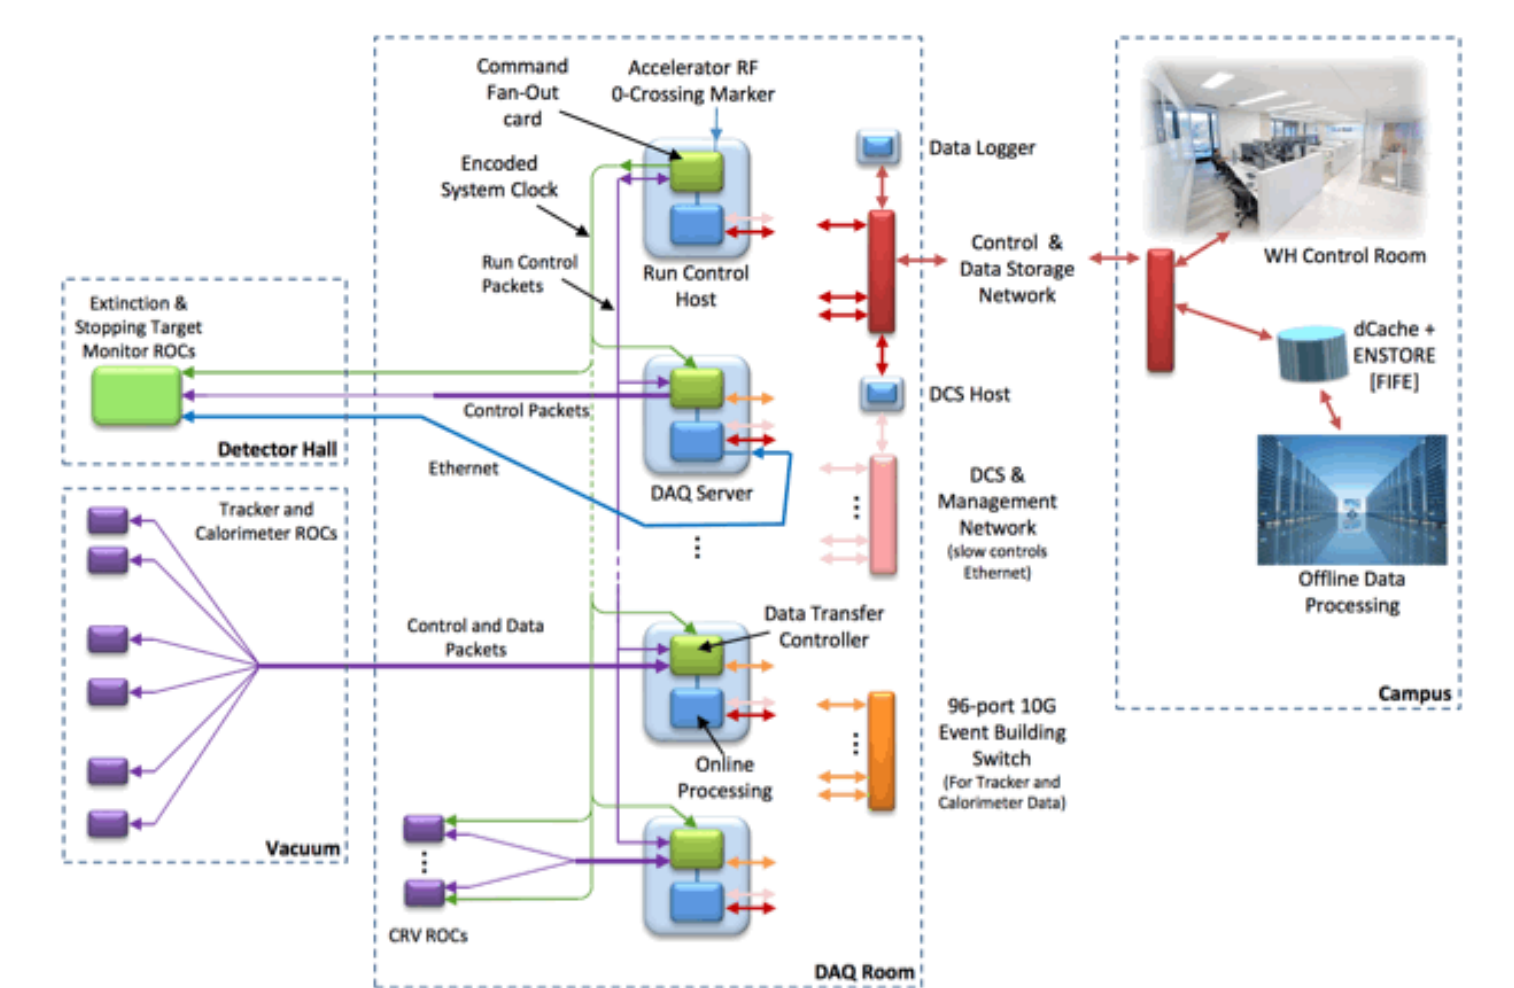 Command
Fan-Out
card
Accelerator RF
0-Crossing Marker
Encoded
System Clock
Run Control
Packets
Run Control
Host
Data Logger
Control &
Data Storage
Network
WH Control Room
dCache +
ENSTORE
[FIFE]
Offline Data
Processing
Campus
Extinction &
Stopping Target
Monitor ROCs
Detector Hall
Control Packets
Ethernet
DAQ Server
DCS Host
DCS &
Management
Network
(slow controls
Ethernet)
Tracker and
Calorimeter ROCs
Vacuum
Control and Data
Packets
Data Transfer
Controller
Online
Processing
96-port 10G
Event Building
Switch
(For Tracker and
Calorimeter Data)
CRV ROCs
DAQ Room